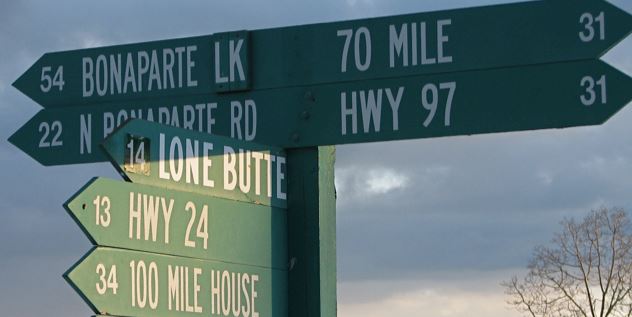 54 BONAPARTE LK 70 MILE 31
22 N BONAPARTE RD HWY 97 31
14 LONE BUTTE
13 HWY 24
34 100 MILE HOUSE